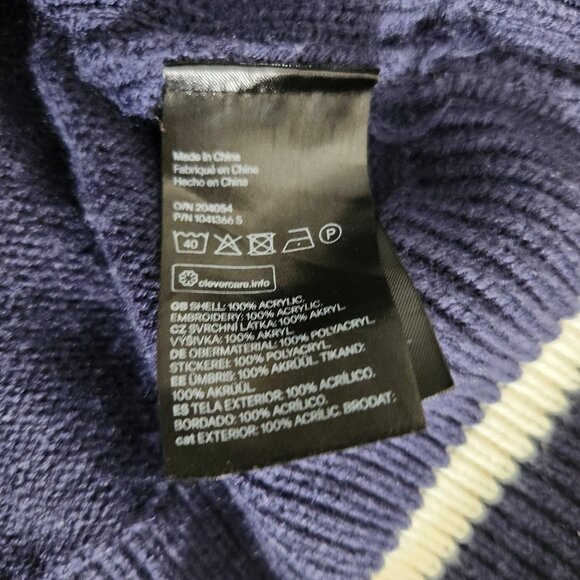 Made in China
Fabriqué en Chine
Hecho en China
O/N 204054
P/N 1041366 5
40
P
clevercare.info
GB SHELL: 100% ACRYLIC.
EMBROIDERY: 100% ACRYLIC.
CZ SVRCHNÍ LÁTKA: 100% AKRYL.
VÝŠIVKA: 100% AKRYL.
DE OBERMATERIAL: 100% POLYACRYL.
STICKEREI: 100% POLYACRYL.
EE ÜMBRIS: 100% AKRÜÜL. TIKAND:
100% AKRÜÜL.
ES TELA EXTERIOR: 100% ACRÍLICO.
BORDADO: 100% ACRÍLICO.
cat EXTERIOR: 100% ACRÍLIC. BRODAT: